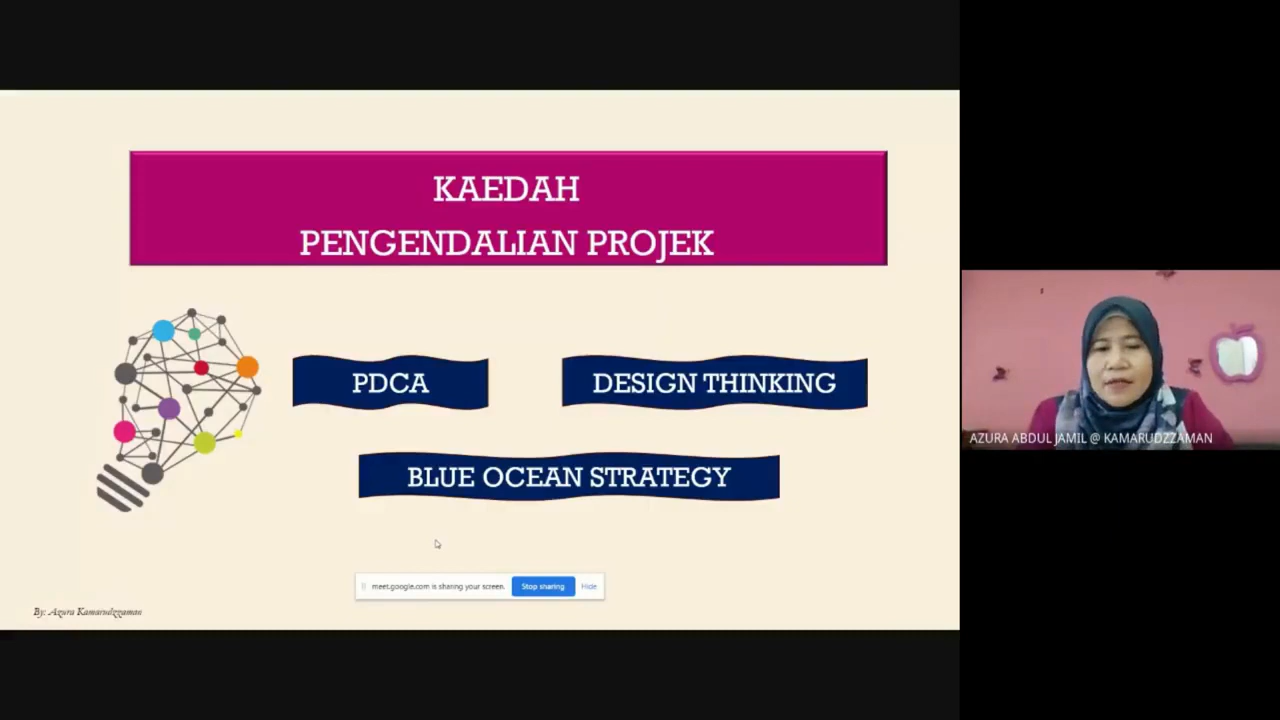 KAEDAH
PENGENDALIAN PROJEK
PDCA
DESIGN THINKING
BLUE OCEAN STRATEGY
meet.google.com is sharing your screen.
Stop sharing
Hide
By: Azura Kamarudzzaman
AZURA ABDUL JAMIL @ KAMARUDZZAMAN